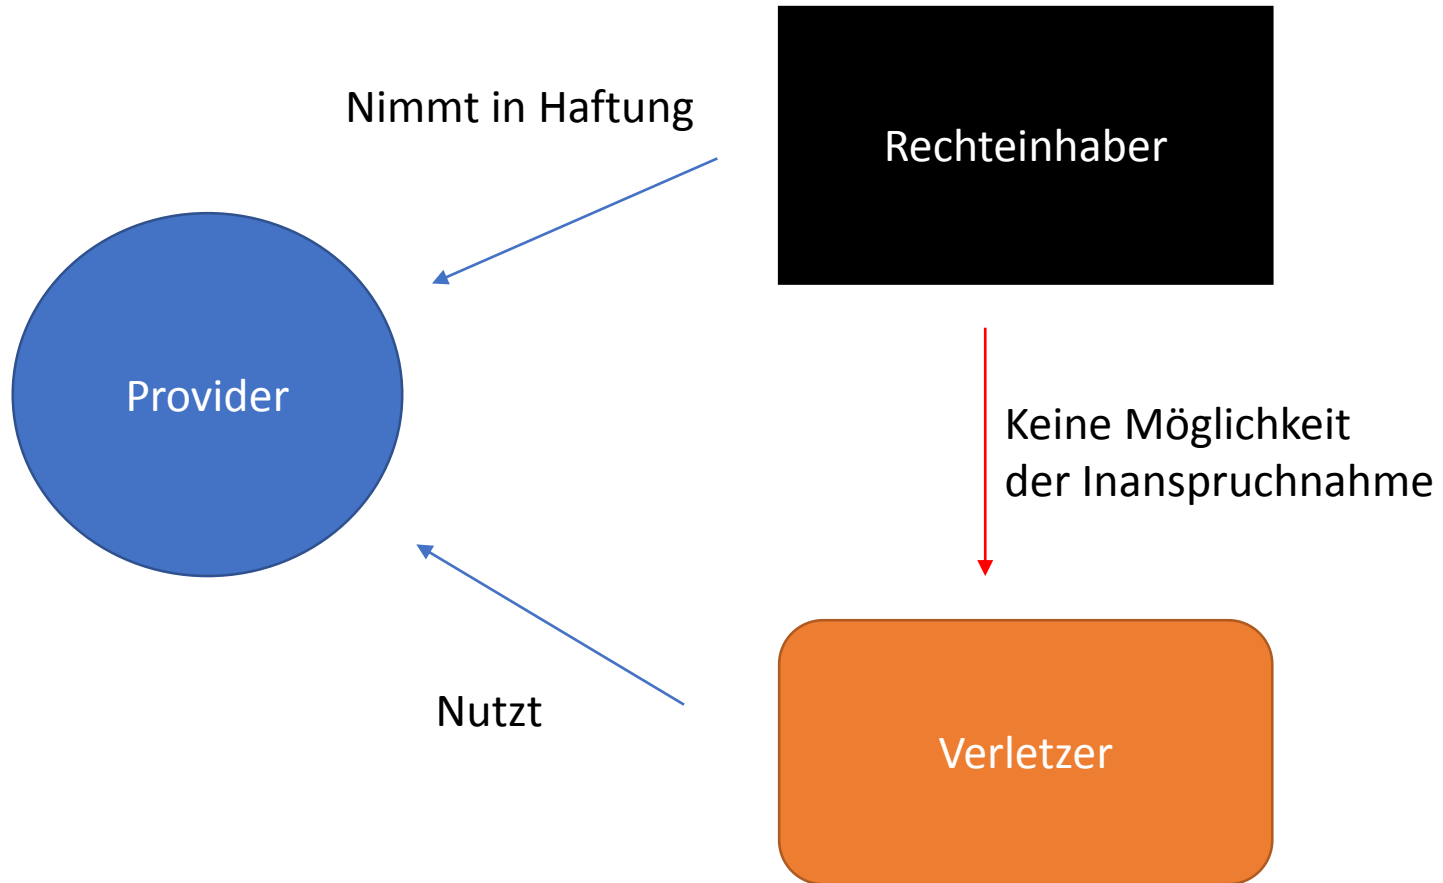 Nimmt in Haftung
Rechteinhaber
Provider
Keine Möglichkeit
der Inanspruchnahme
Nutzt
Verletzer